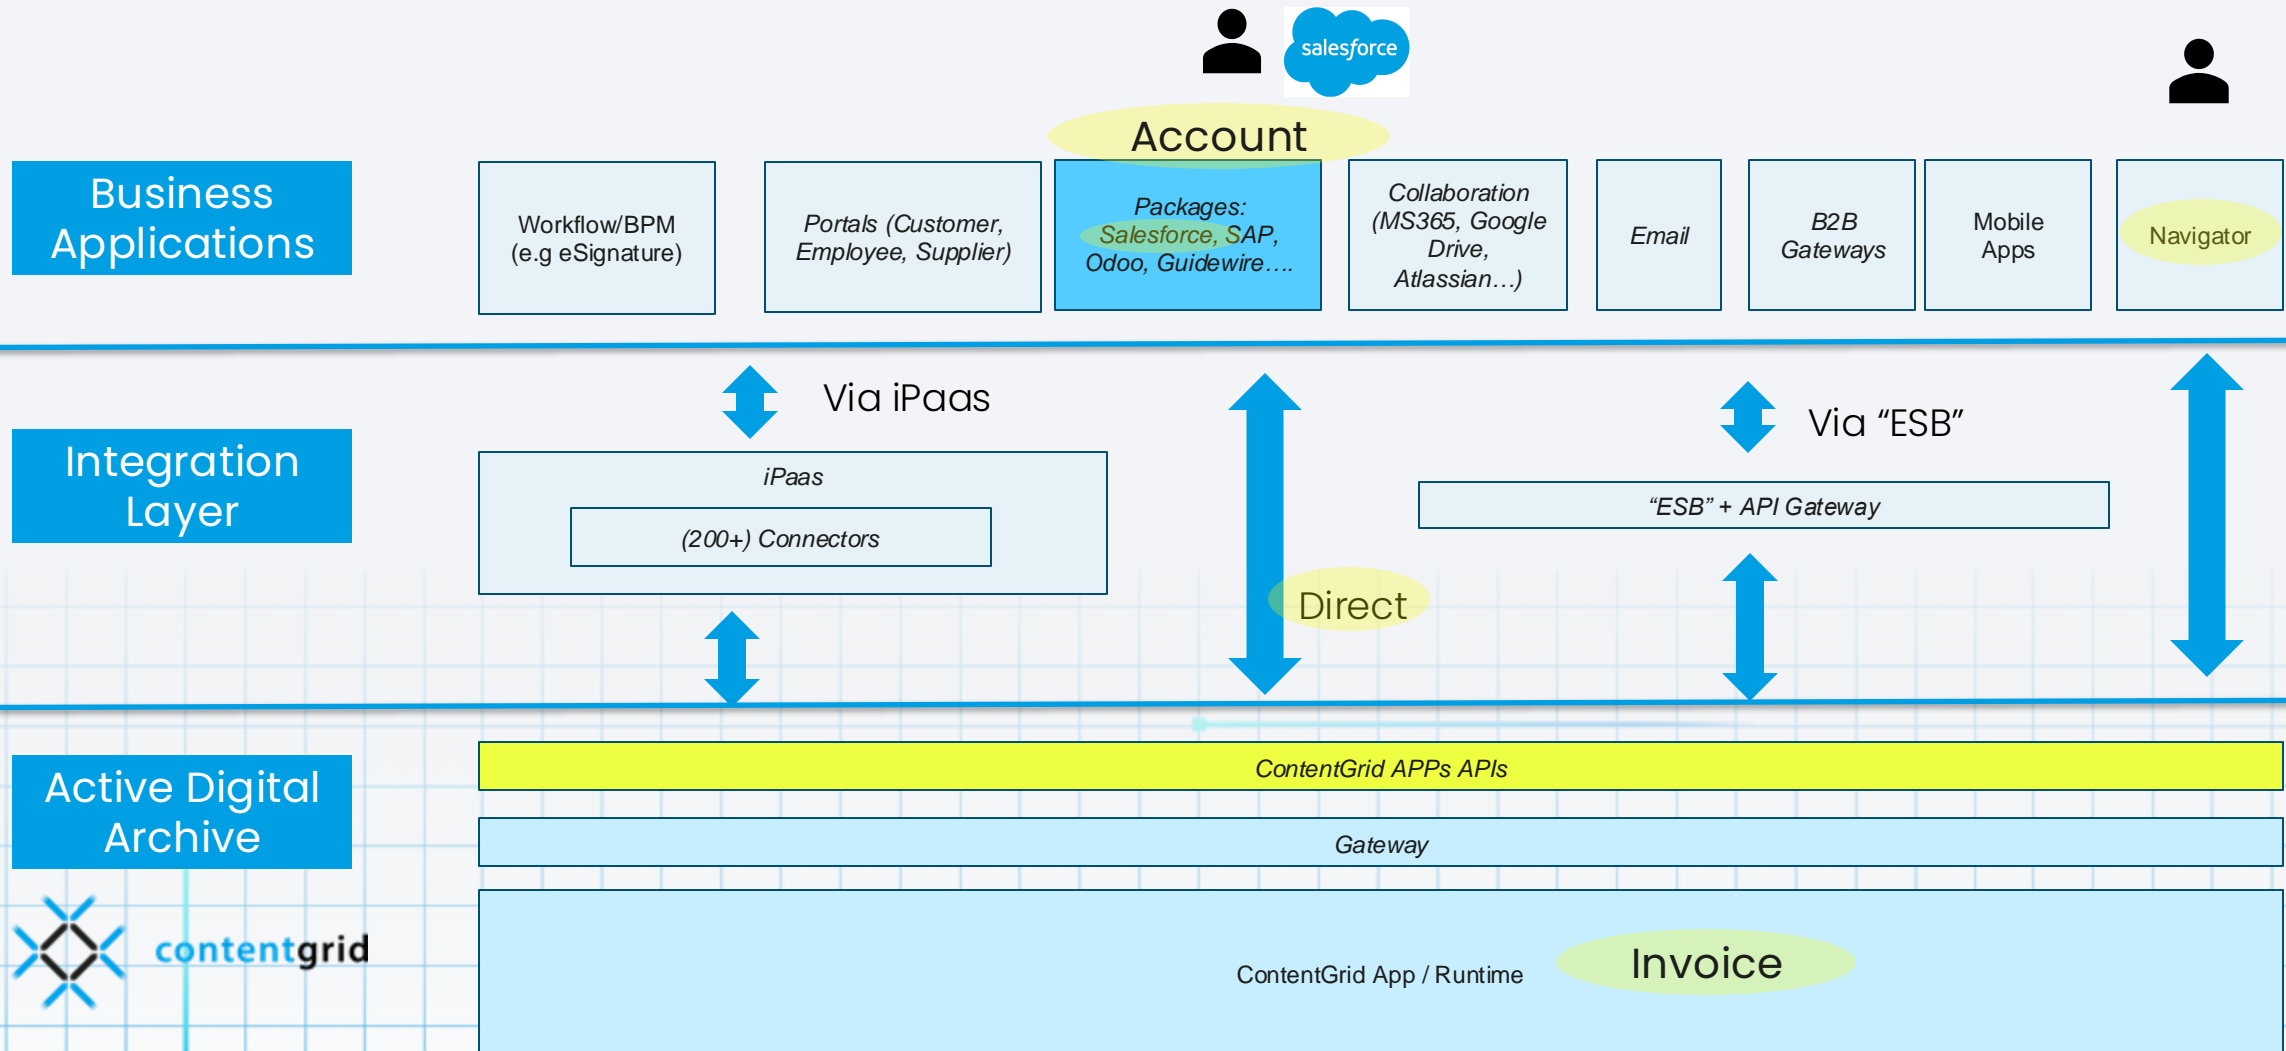 salesforce
Account
Business
Applications
Workflow/BPM
(e.g eSignature)
Portals (Customer,
Employee, Supplier)
Packages:
Salesforce, SAP,
Odoo, Guidewire….
Collaboration
(MS365, Google
Drive,
Atlassian…)
Email
B2B
Gateways
Mobile
Apps
Navigator
Via iPaas
Via “ESB”
Integration
Layer
iPaas
(200+) Connectors
“ESB” + API Gateway
Direct
Active Digital
Archive
ContentGrid APPs APIs
Gateway
contentgrid
ContentGrid App / Runtime
Invoice